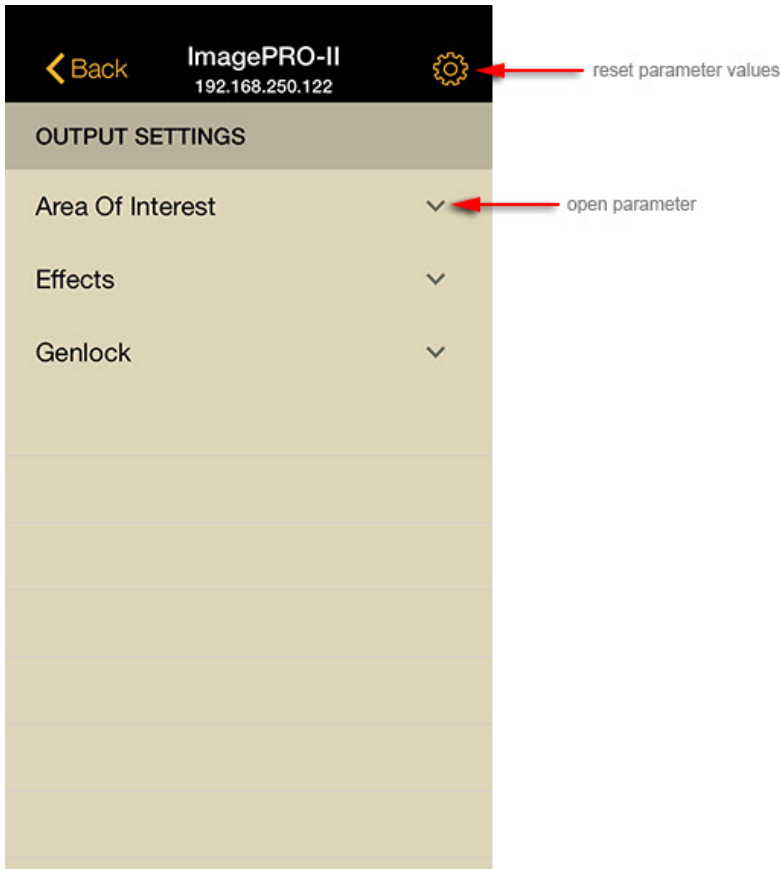 Back
ImagePRO-II
192.168.250.122
reset parameter values
OUTPUT SETTINGS
Area Of Interest
open parameter
Effects
Genlock